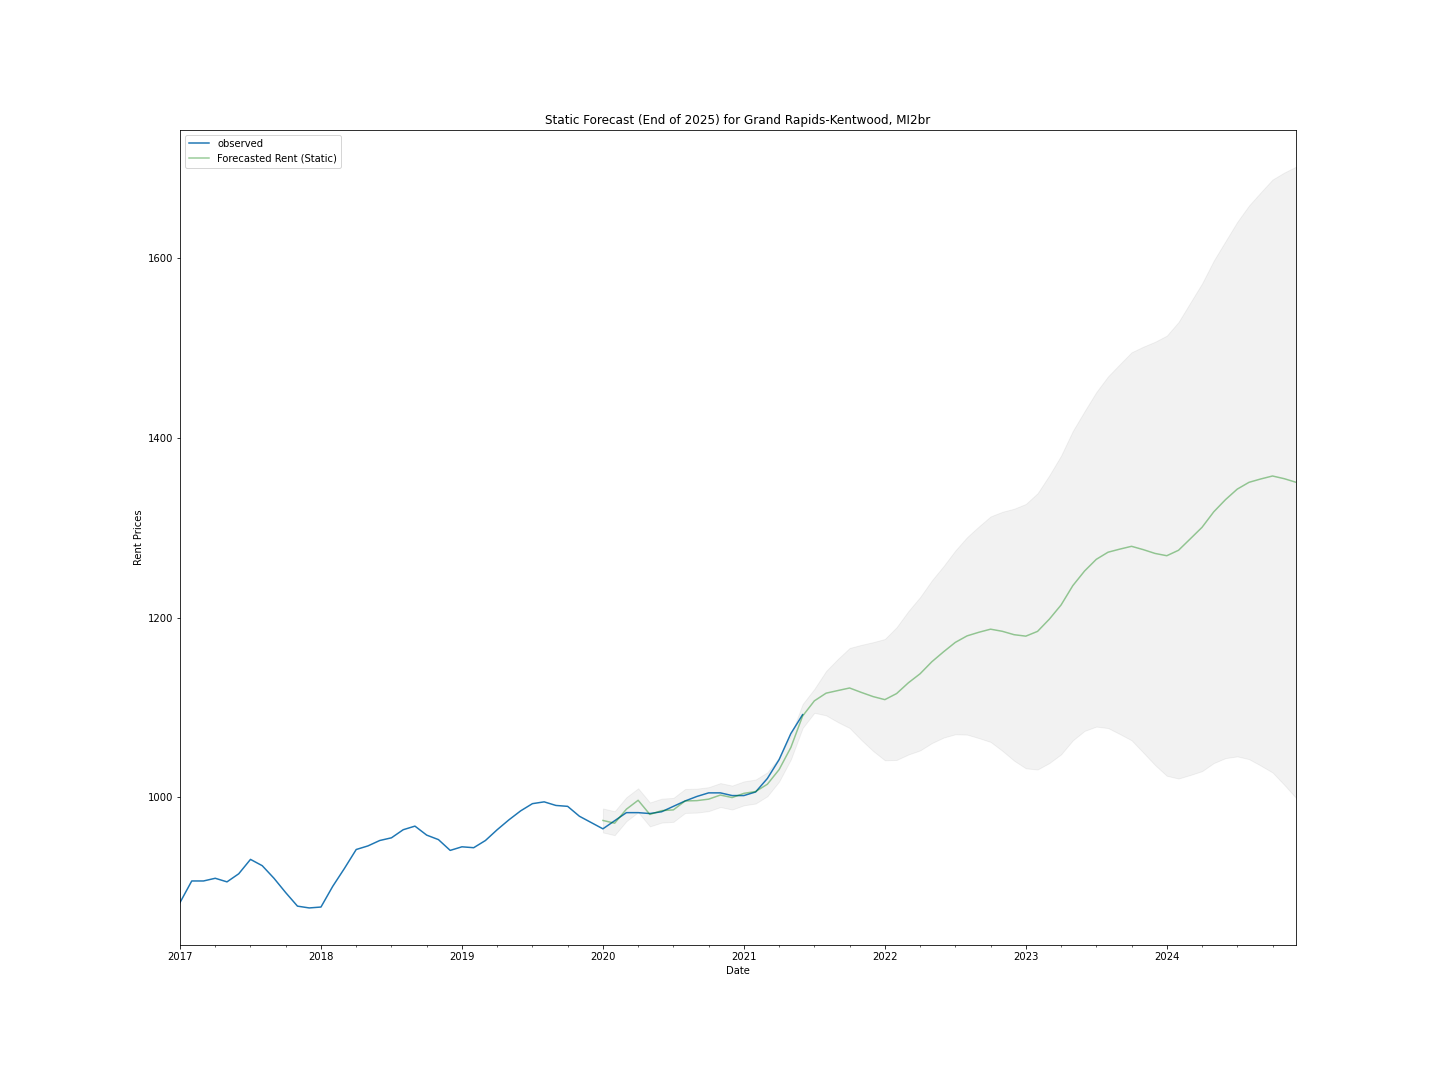 Static Forecast (End of 2025) for Grand Rapids-Kentwood, MI2br
observed
Forecasted Rent (Static)
1600
1400
1200
1000
Rent Prices
2017 2018 2019 2020 2021 2022 2023 2024
Date